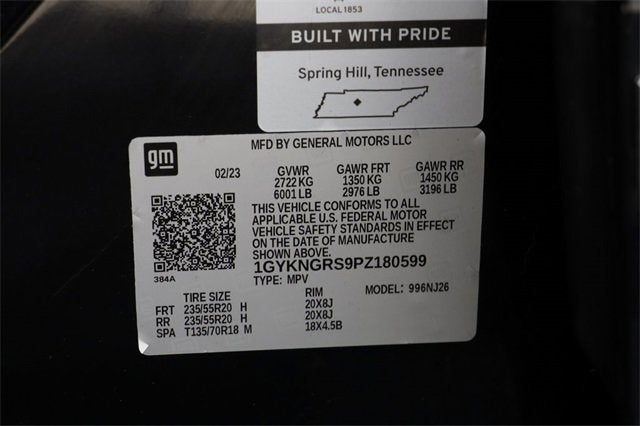 LOCAL 1853
BUILT WITH PRIDE
Spring Hill, Tennessee
gm
MFD BY GENERAL MOTORS LLC
02/23
GVWR GAWR FRT GAWR RR
2722 KG 1350 KG 1450 KG
6001 LB 2976 LB 3196 LB
THIS VEHICLE CONFORMS TO ALL
APPLICABLE U.S. FEDERAL MOTOR
VEHICLE SAFETY STANDARDS IN EFFECT
ON THE DATE OF MANUFACTURE
SHOWN ABOVE.
1GYKNGRS9PZ180599
384A
TYPE: MPV MODEL: 996NJ26
TIRE SIZE RIM
FRT 235/55R20 H 20X8J
RR 235/55R20 H 20X8J
SPA T135/70R18 M 18X4.5B